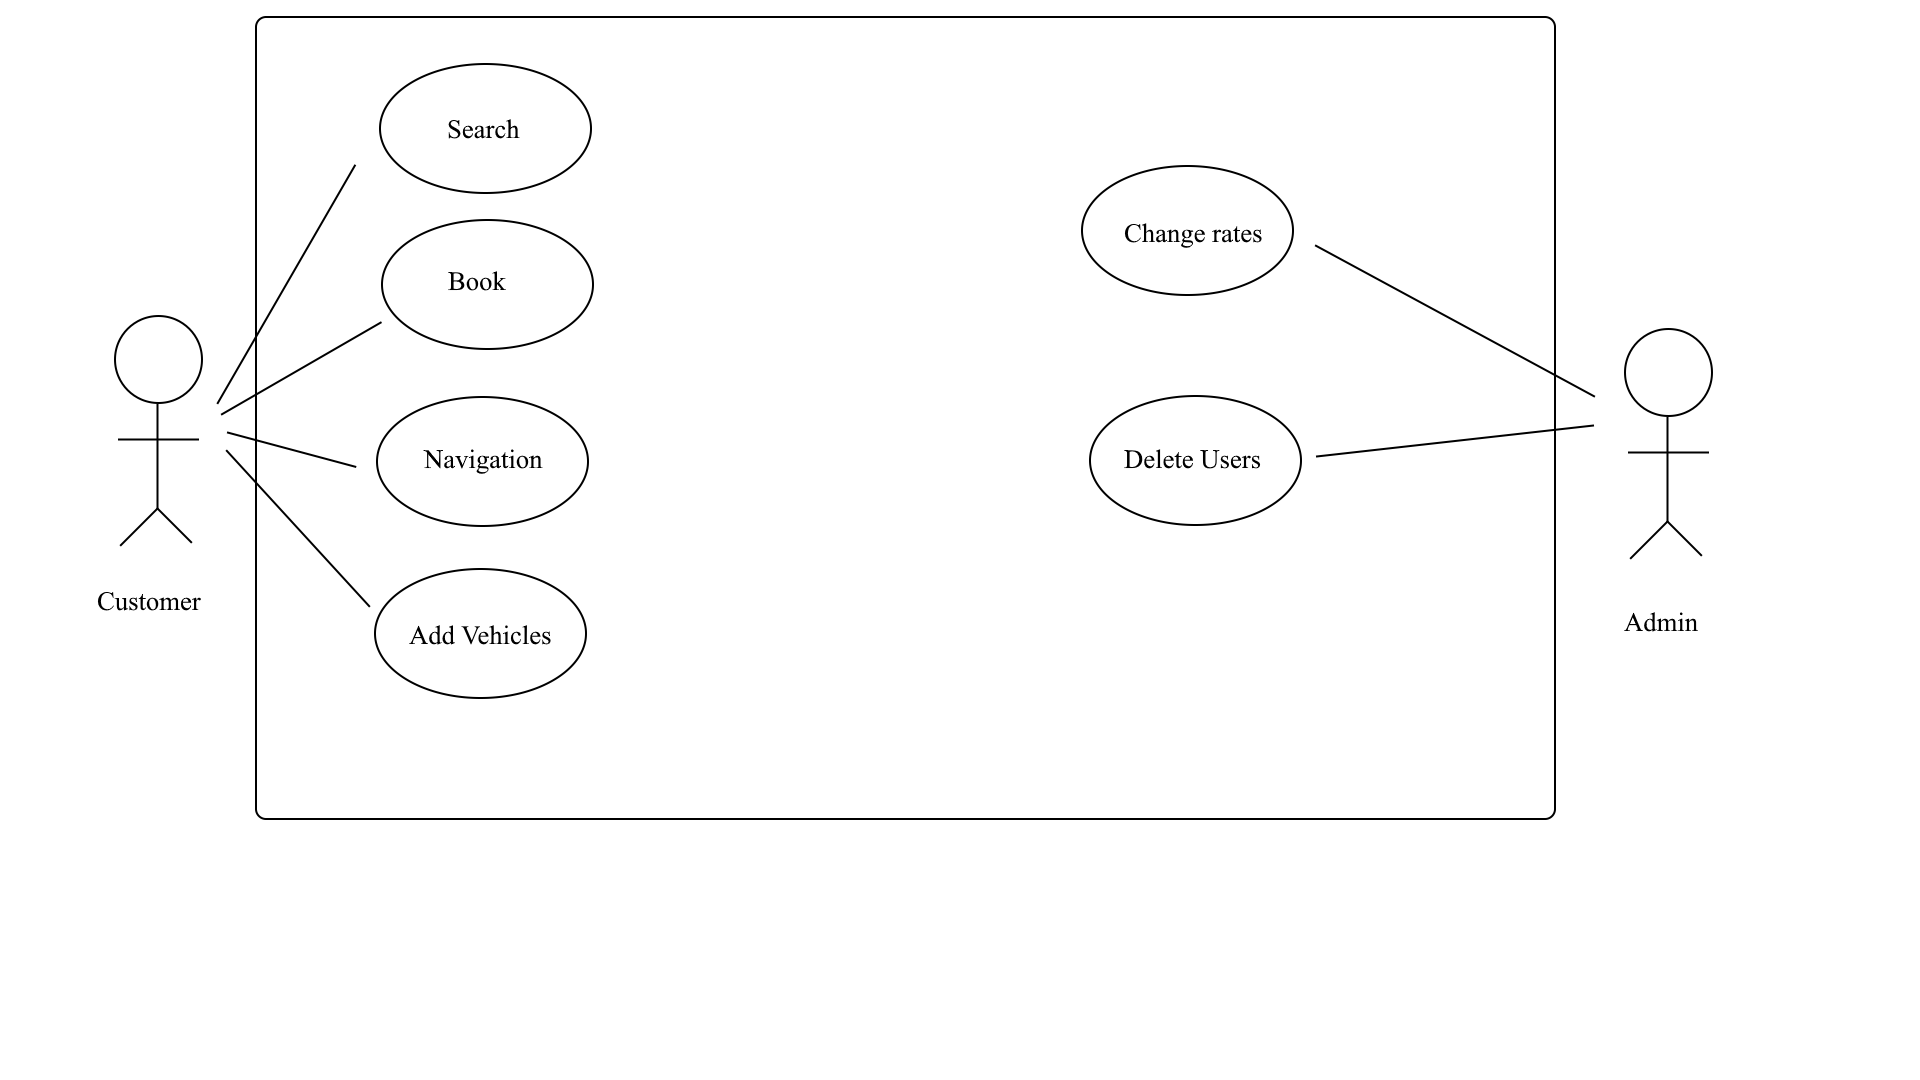 Search
Book
Navigation
Add Vehicles
Customer
Change rates
Delete Users
Admin